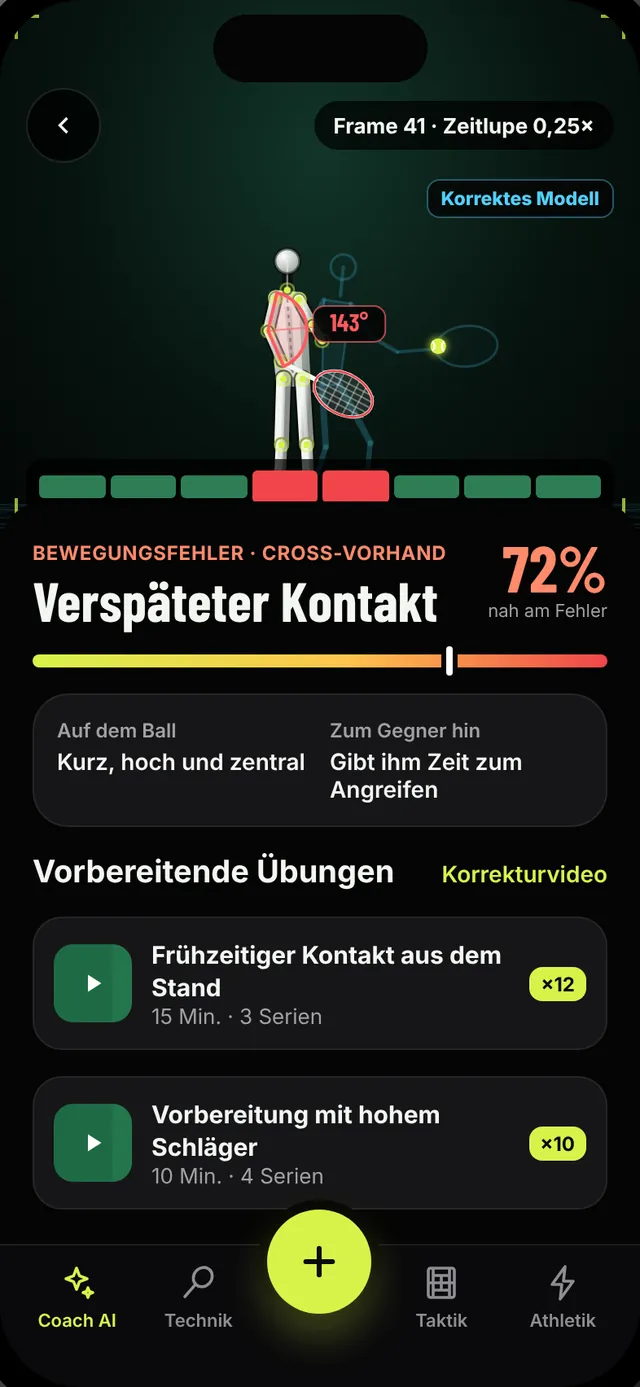 Frame 41 · Zeitlupe 0,25×
Korrektes Modell
143°
BEWEGUNGSFEHLER · CROSS-VORHAND
Verspäteter Kontakt
72%
nah am Fehler
Auf dem Ball
Kurz, hoch und zentral
Zum Gegner hin
Gibt ihm Zeit zum
Angreifen
Vorbereitende Übungen
Korrekturvideo
Frühzeitiger Kontakt aus dem
Stand
15 Min. · 3 Serien
×12
Vorbereitung mit hohem
Schläger
10 Min. · 4 Serien
×10
Coach AI
Technik
Taktik
Athletik